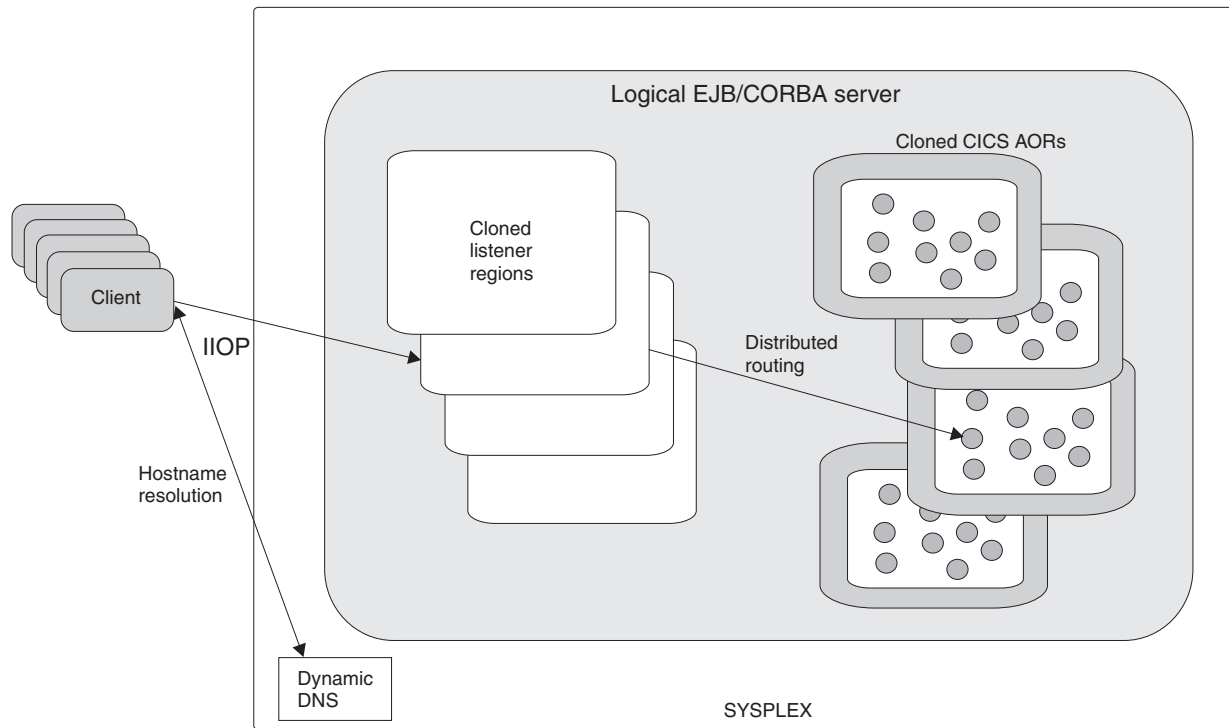 Logical EJB/CORBA server
Cloned CICS AORs
Cloned
listener
regions
Client
IIOP
Distributed
routing
Hostname
resolution
Dynamic
DNS
SYSPLEX